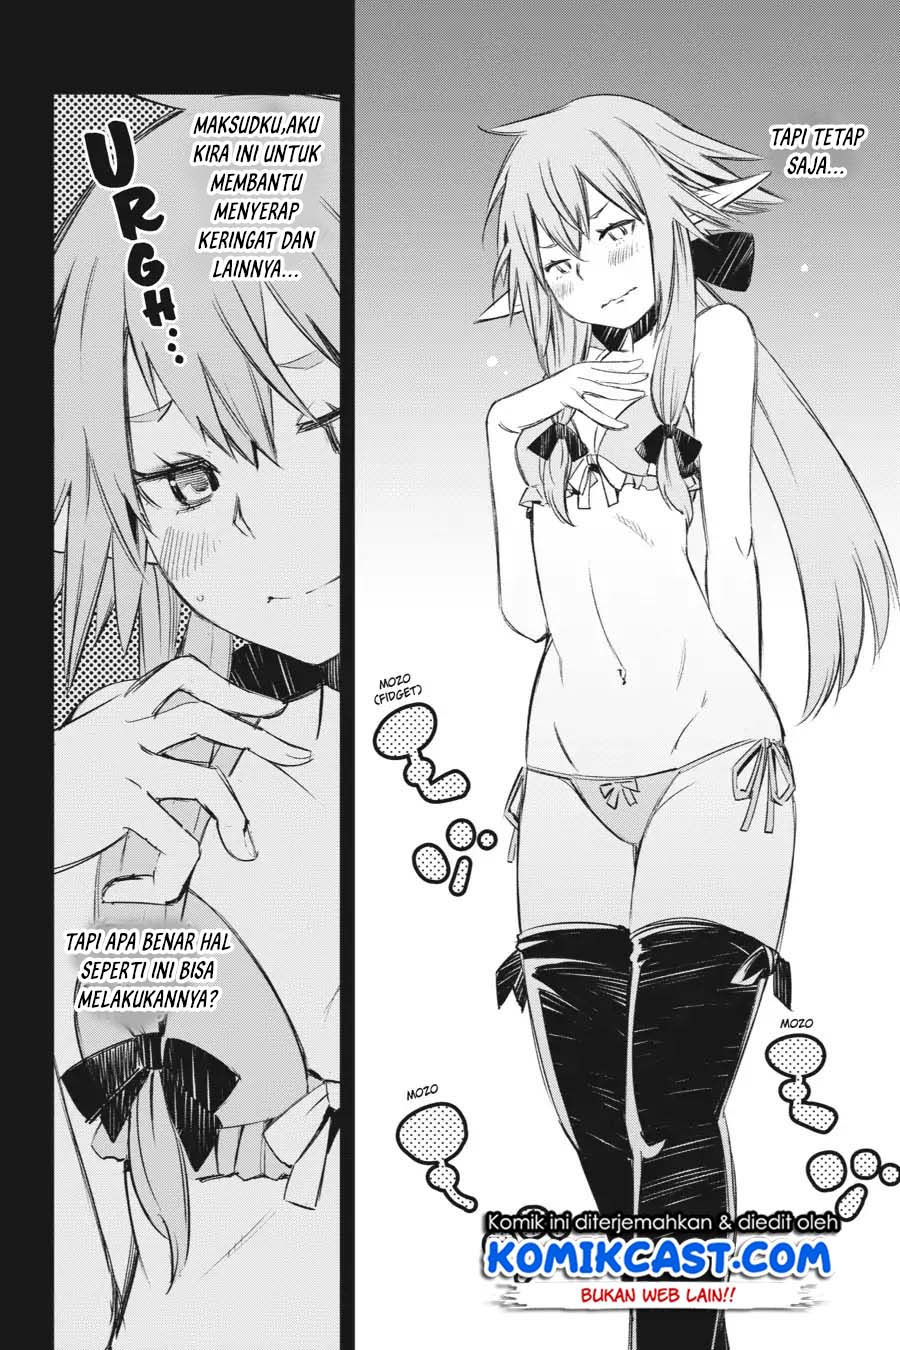 TAPI TETAP
SAJA...
MOZO
(FIDGET)
MOZO
MOZO
URGH...
MAKSUDKU,AKU
KIRA INI UNTUK
MEMBANTU
MENYERAP
KERINGAT DAN
LAINNYA...
TAPI APA BENAR HAL
SEPERTI INI BISA
MELAKUKANNYA?
Komik ini diterjemahkan & diedit oleh
KOMIKCAST.COM
BUKAN WEB LAIN!!